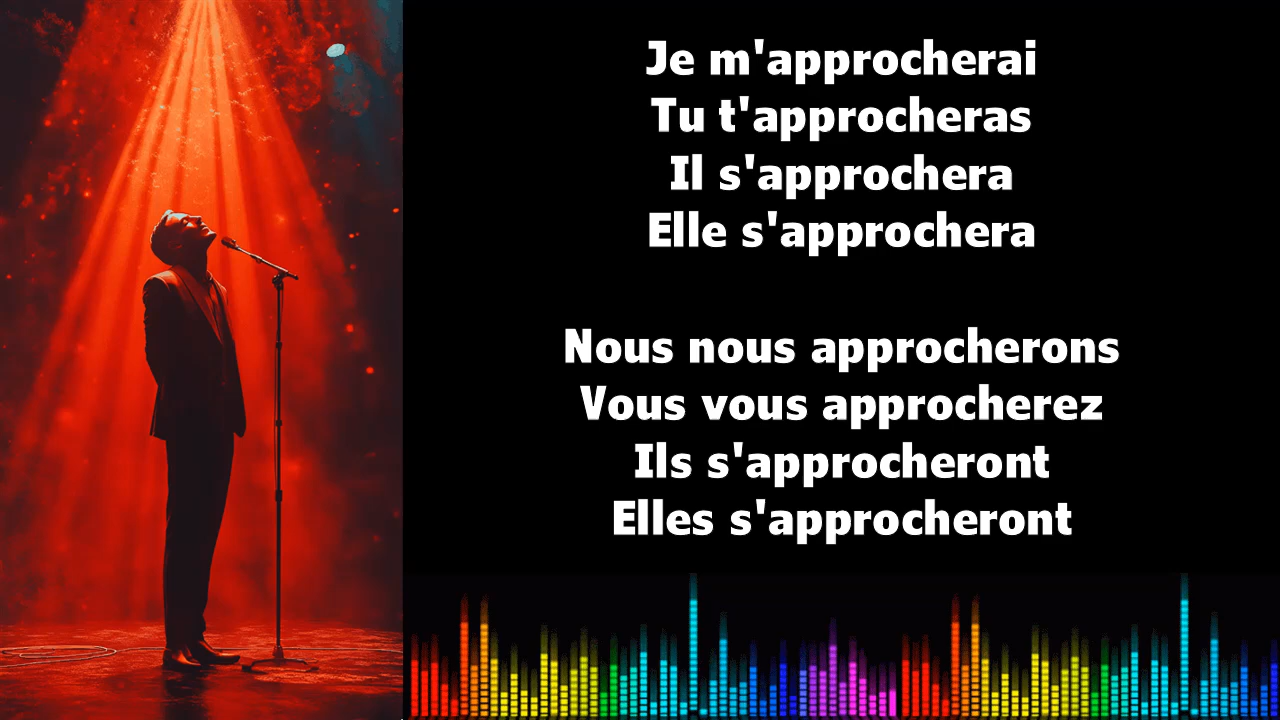 Je m'approcherai
Tu t'approcheras
Il s'approchera
Elle s'approchera
Nous nous approcherons
Vous vous approcherez
Ils s'approcheront
Elles s'approcheront